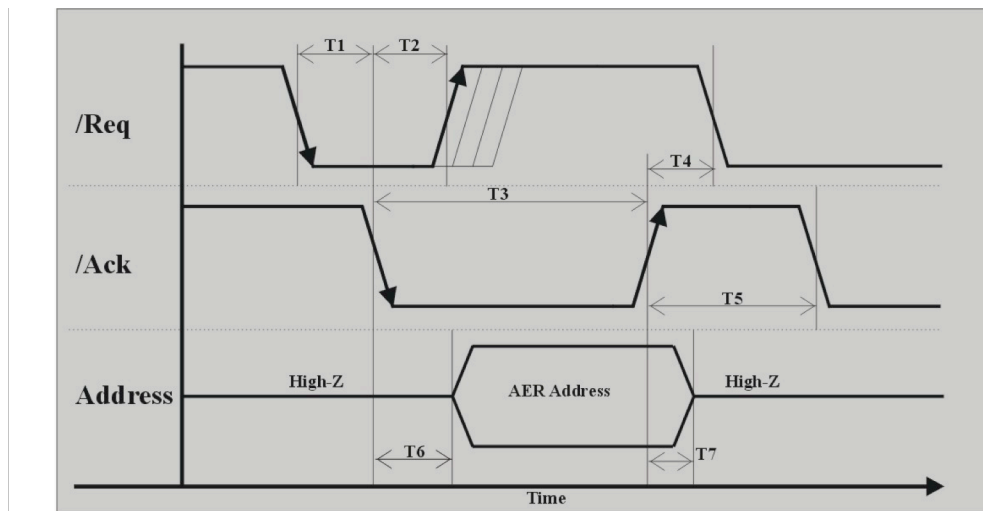 T1
T2
/Req
T4
T3
/Ack
T5
High-Z
AER Address
High-Z
Address
T6
T7
Time